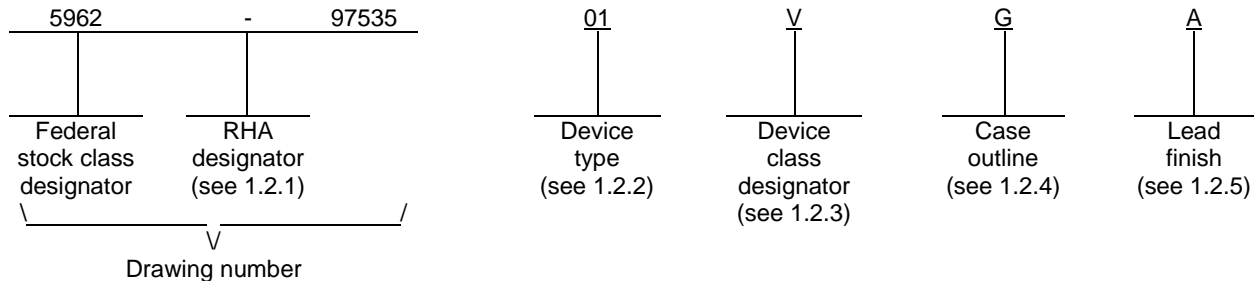 5962 - 97535 01 V G A
Federal stock class designator
RHA designator (see 1.2.1)
Device type (see 1.2.2)
Device class designator (see 1.2.3)
Case outline (see 1.2.4)
Lead finish (see 1.2.5)
Drawing number